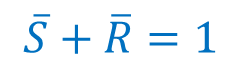 S̄ + R̄ = 1